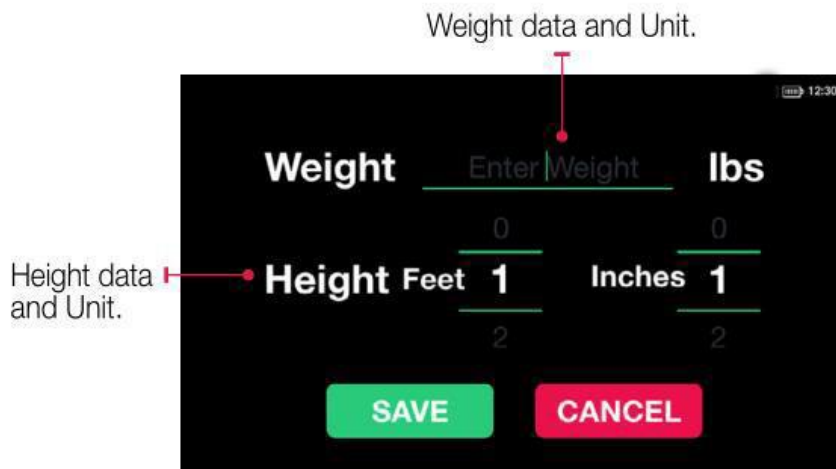 Weight data and Unit.
12:30
Weight Enter Weight lbs
0 0
Height data
and Unit.
Height Feet 1 Inches 1
2 2
SAVE CANCEL